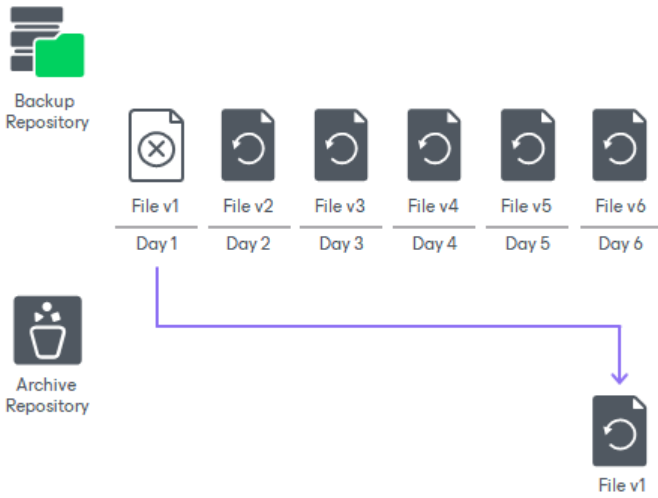 Backup
Repository
File v1
File v2
File v3
File v4
File v5
File v6
Day 1
Day 2
Day 3
Day 4
Day 5
Day 6
Archive
Repository
File v1